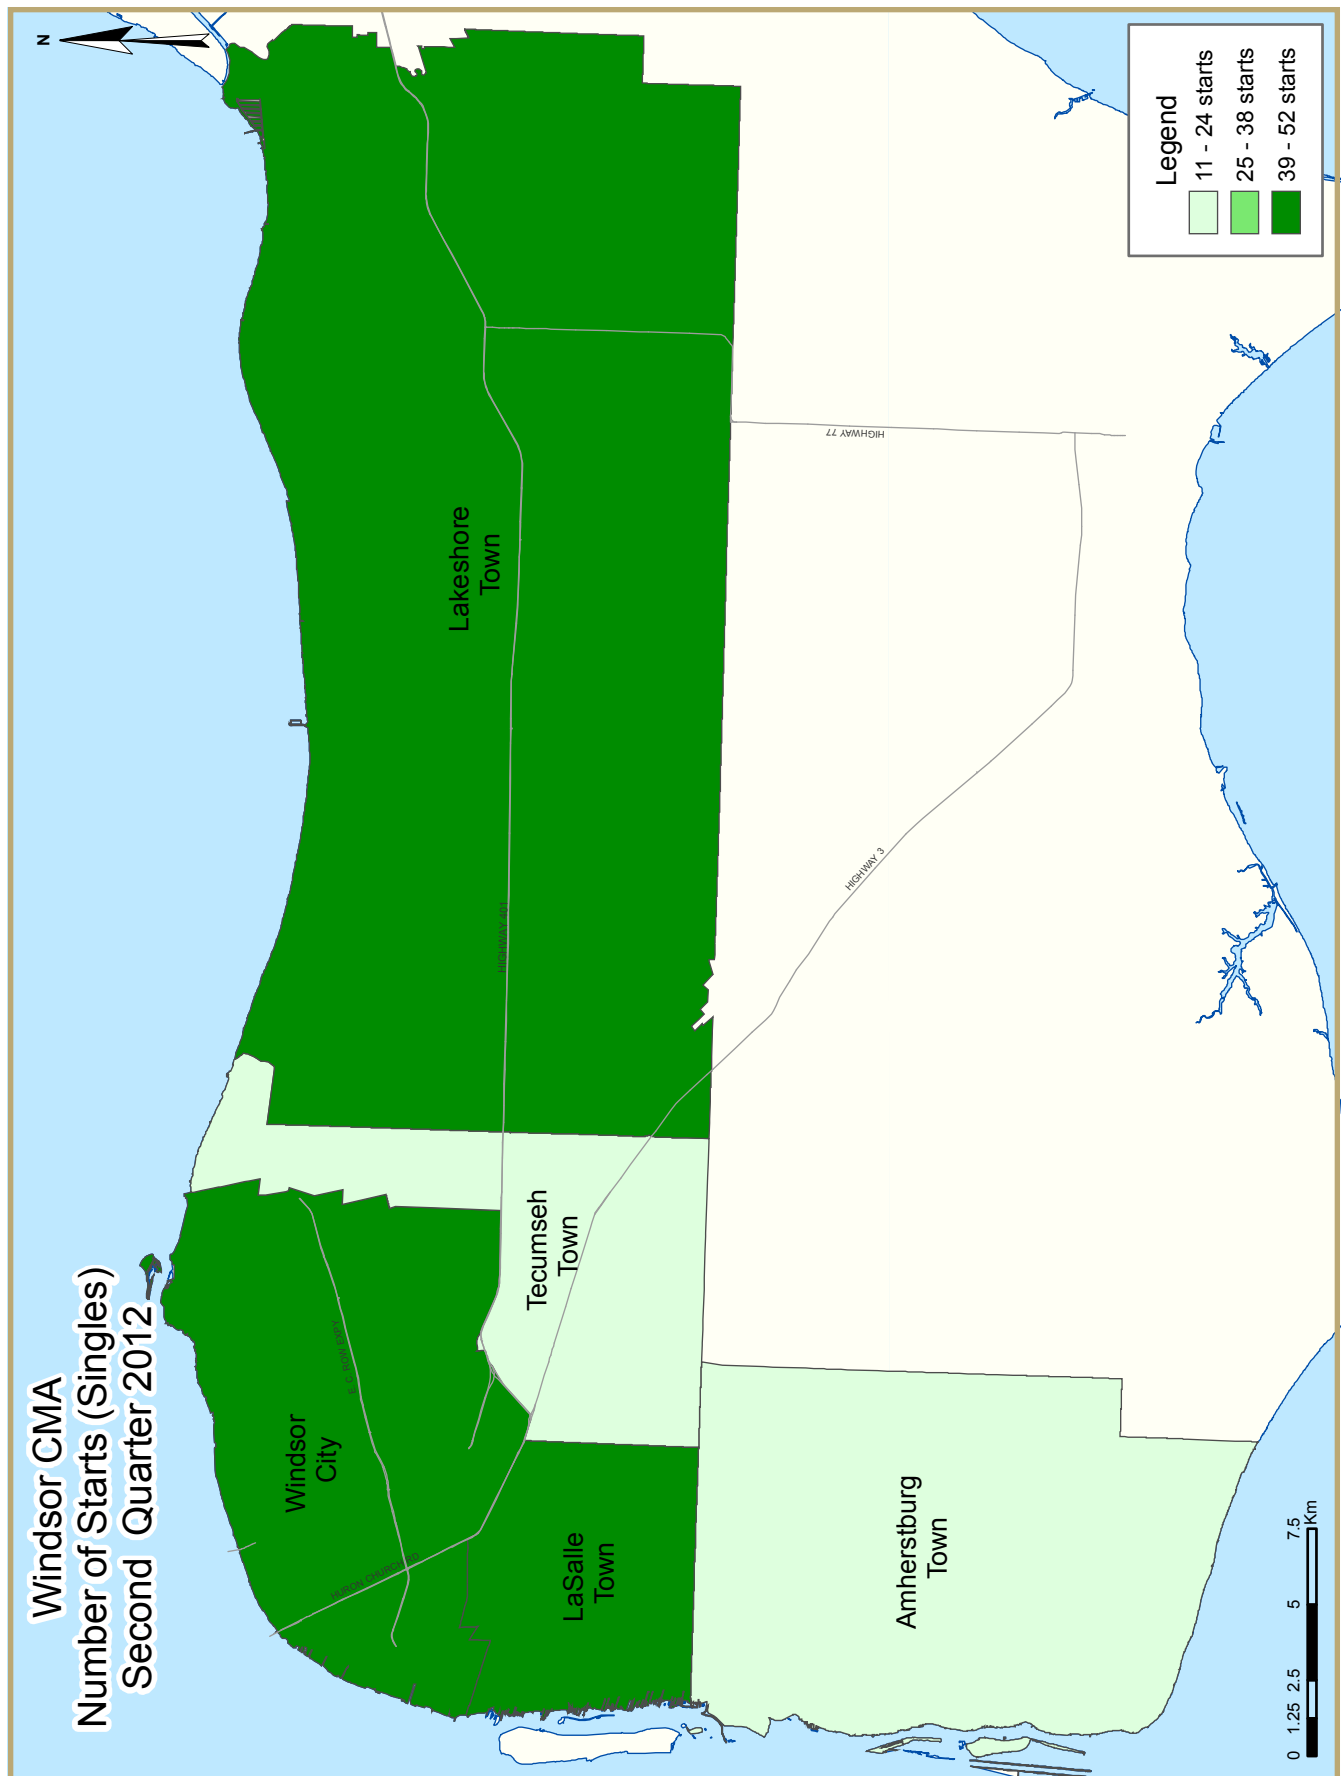 Windsor CMA
Number of Starts (Singles)
Second Quarter 2012
N
Windsor
City
E.C. ROW EXPY
HURON CHURCH RD
LaSalle
Town
Tecumseh
Town
Lakeshore
Town
HIGHWAY 401
HIGHWAY 77
HIGHWAY 3
Amherstburg
Town
0 1.25 2.5 5 7.5
Km
Legend
11 - 24 starts
25 - 38 starts
39 - 52 starts